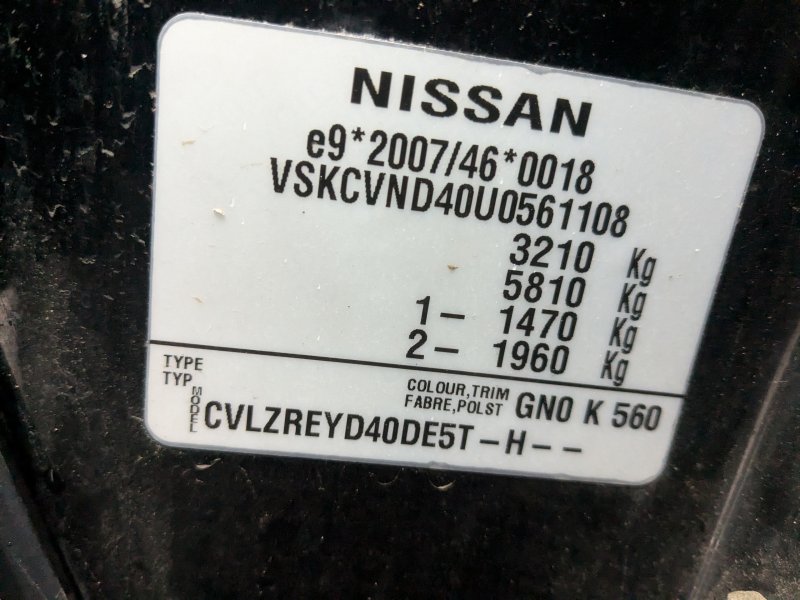 NISSAN
e9*2007/46*0018
VSKCVND40U0561108
3210 Kg
5810 Kg
1- 1470 Kg
2- 1960 Kg
TYPE
TYP
COLOUR,TRIM
FABRE,POLST
GN0 K 560
MODEL
CVLZREYD40DE5T-H--